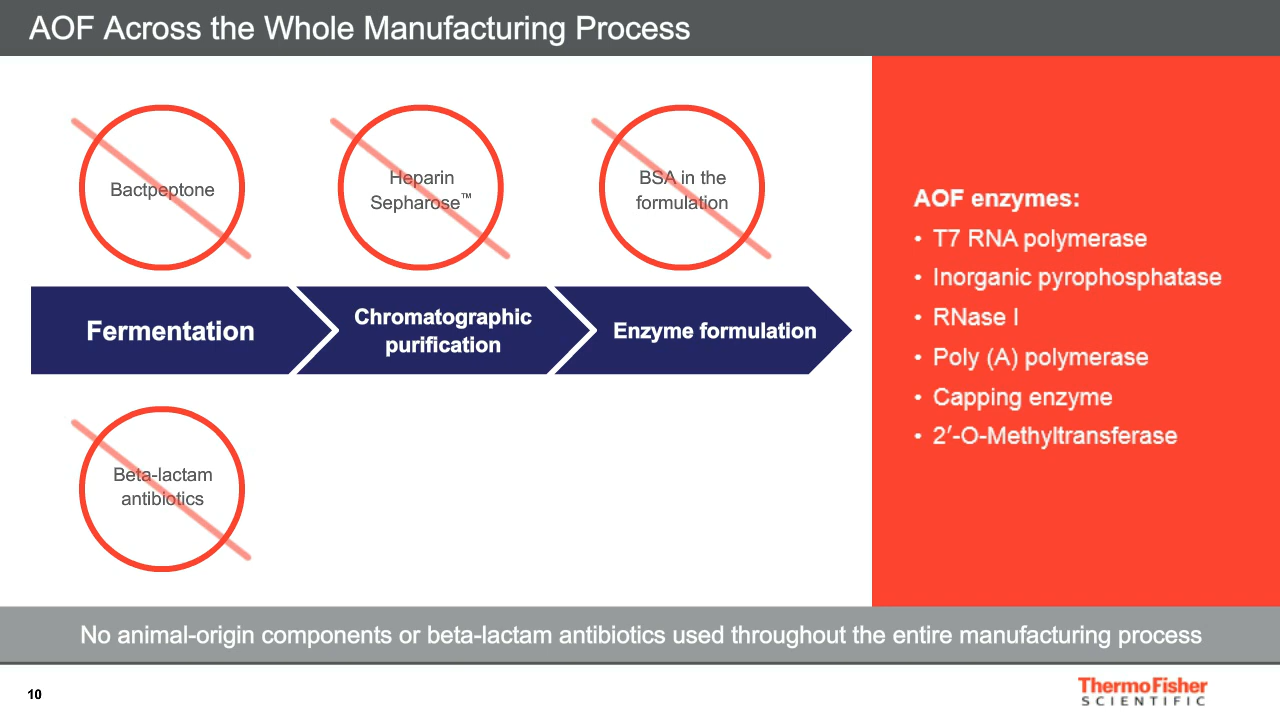 AOF Across the Whole Manufacturing Process
Bactpeptone
Heparin
Sepharose™
BSA in the
formulation
Fermentation
Chromatographic
purification
Enzyme formulation
Beta-lactam
antibiotics
AOF enzymes:
• T7 RNA polymerase
• Inorganic pyrophosphatase
• RNase I
• Poly (A) polymerase
• Capping enzyme
• 2′-O-Methyltransferase
No animal-origin components or beta-lactam antibiotics used throughout the entire manufacturing process
10
ThermoFisher
SCIENTIFIC